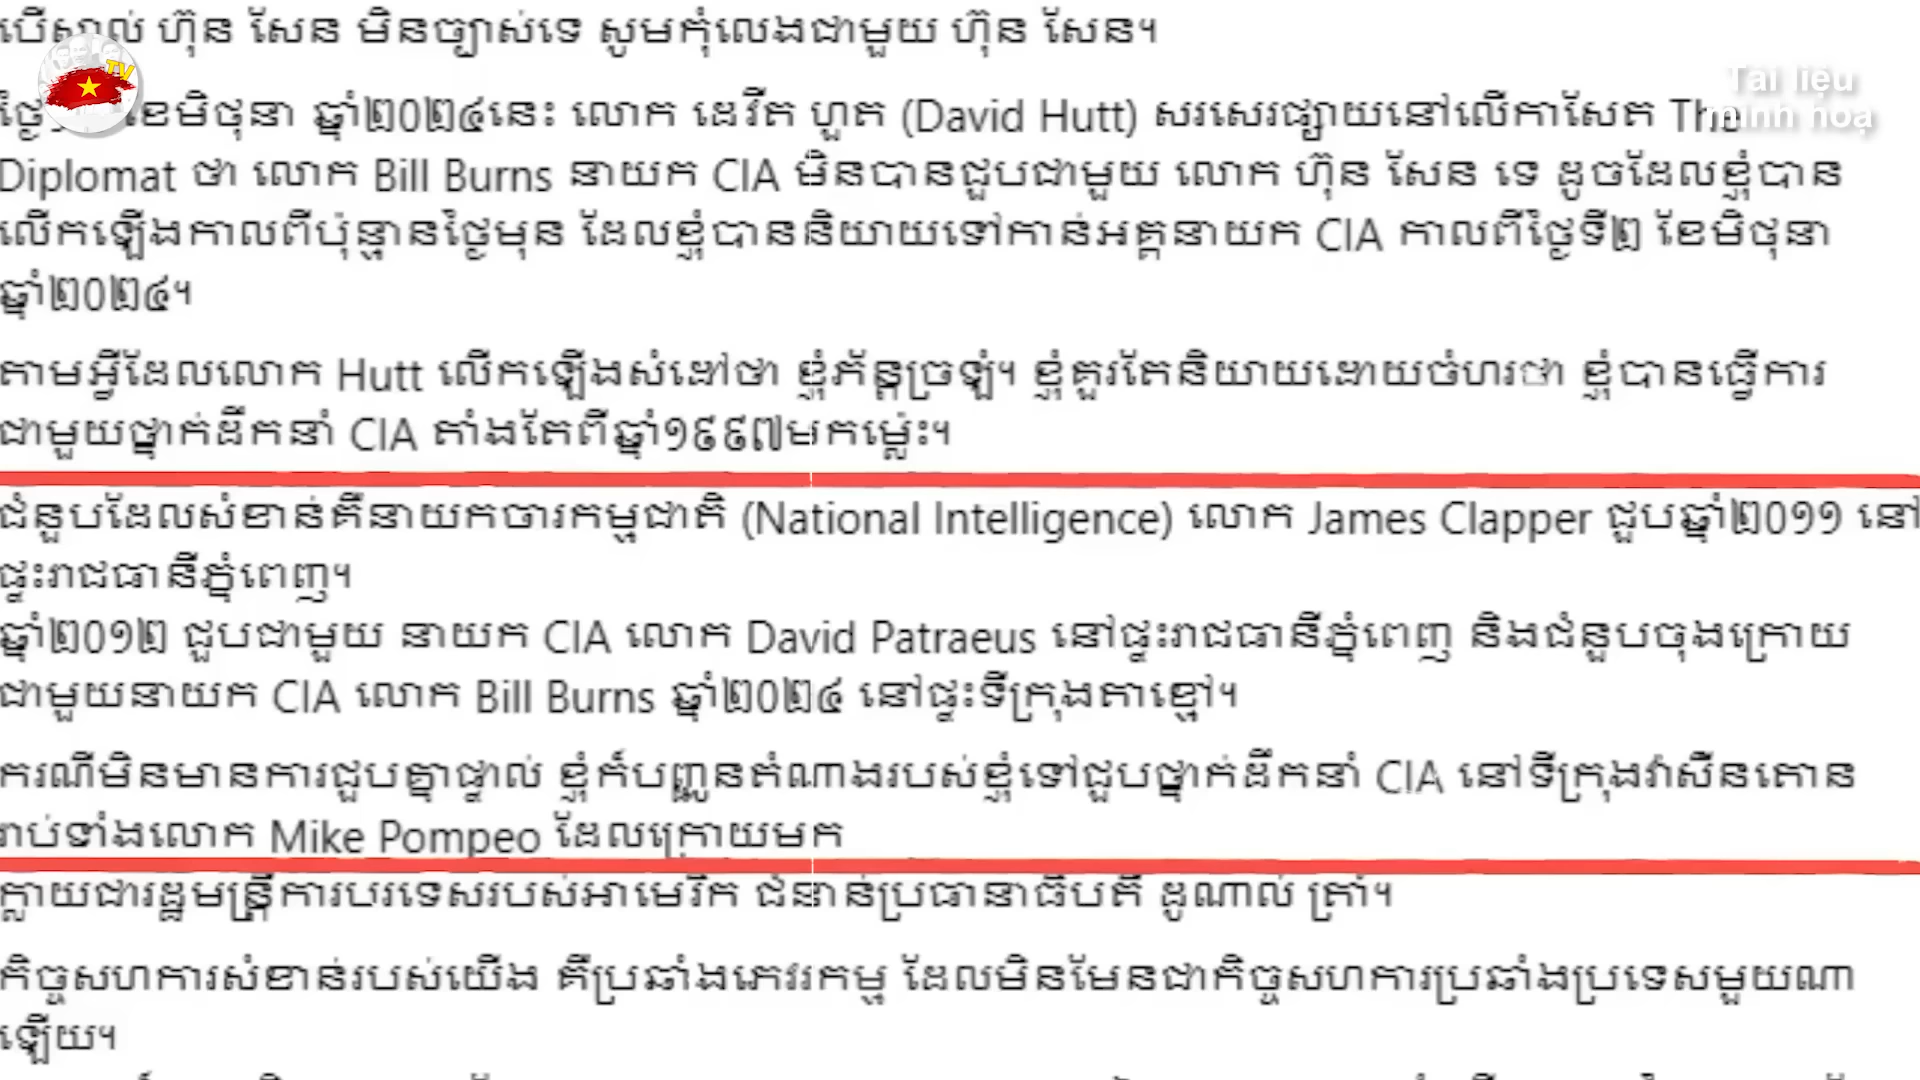 បើស្គាល់ ហ៊ុន សែន មិនច្បាស់ទេ សូមកុំលេងជាមួយ ហ៊ុន សែន។
TV
Tài liệu
minh hoạ
ខែមិថុនា ឆ្នាំ២០២៤នេះ លោក ដេវីត ហួត (David Hutt) សរសេរផ្សាយនៅលើកាសែត The
Diplomat ថា លោក Bill Burns នាយក CIA មិនបានជួបជាមួយ លោក ហ៊ុន សែន ទេ ដូចដែលខ្ញុំបាន
លើកឡើងកាលពីប៉ុន្មានថ្ងៃមុន ដែលខ្ញុំបាននិយាយទៅកាន់អគ្គនាយក CIA កាលពីថ្ងៃទី២ ខែមិថុនា
ឆ្នាំ២០២៤។
តាមអ្វីដែលលោក Hutt លើកឡើងសំដៅថា ខ្ញុំភ័ន្តច្រឡំ។ ខ្ញុំគួរតែនិយាយដោយចំហរថា ខ្ញុំបានធ្វើការ
ជាមួយថ្នាក់ដឹកនាំ CIA តាំងតែពីឆ្នាំ១៩៩៧មកម្ល៉េះ។
ជំនួបដែលសំខាន់គឺនាយកចារកម្មជាតិ (National Intelligence) លោក James Clapper ជួបឆ្នាំ២០១១ នៅ
ផ្ទះរាជធានីភ្នំពេញ។
ឆ្នាំ២០១២ ជួបជាមួយ នាយក CIA លោក David Patraeus នៅផ្ទះរាជធានីភ្នំពេញ និងជំនួបចុងក្រោយ
ជាមួយនាយក CIA លោក Bill Burns ឆ្នាំ២០២៤ នៅផ្ទះទីក្រុងតាខ្មៅ។
ករណីមិនមានការជួបគ្នាផ្ទាល់ ខ្ញុំក៏បញ្ជូនតំណាងរបស់ខ្ញុំទៅជួបថ្នាក់ដឹកនាំ CIA នៅទីក្រុងវ៉ាស៊ីនតោន
រាប់ទាំងលោក Mike Pompeo ដែលក្រោយមក
ក្លាយជារដ្ឋមន្ត្រីការបរទេសរបស់អាមេរិក ជំនាន់ប្រធានាធិបតី ដូណាល់ ត្រាំ។
កិច្ចសហការសំខាន់របស់យើង គឺប្រឆាំងភេវរកម្ម ដែលមិនមែនជាកិច្ចសហការប្រឆាំងប្រទេសមួយណា
ឡើយ។